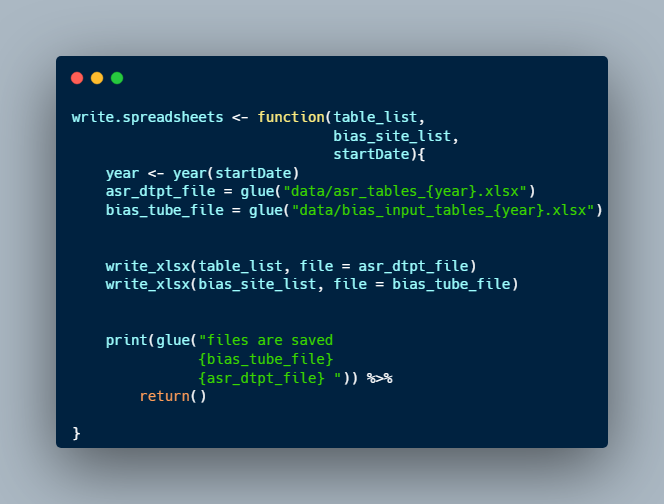 write.spreadsheets <- function(table_list,
                               bias_site_list,
                               startDate){
    year <- year(startDate)
    asr_dtpt_file = glue("data/asr_tables_{year}.xlsx")
    bias_tube_file = glue("data/bias_input_tables_{year}.xlsx")
    write_xlsx(table_list, file = asr_dtpt_file)
    write_xlsx(bias_site_list, file = bias_tube_file)
    print(glue("files are saved
               {bias_tube_file}
               {asr_dtpt_file} ")) %>%
        return()
}